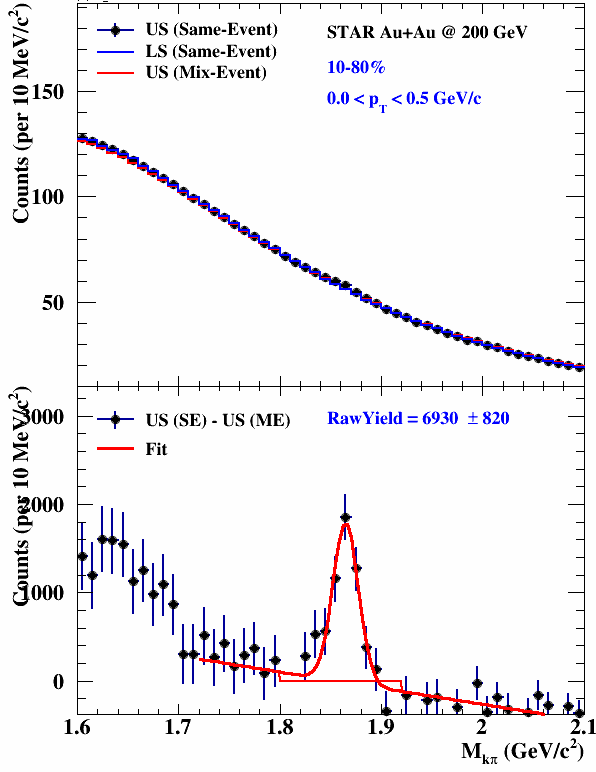 US (Same-Event)
LS (Same-Event)
US (Mix-Event)
STAR Au+Au @ 200 GeV
10-80%
0.0 < p_T < 0.5 GeV/c
Counts (per 10 MeV/c²)
150
100
50
US (SE) - US (ME)
Fit
RawYield = 6930 ± 820
Counts (per 10 MeV/c²)
3000
2000
1000
0
1.6 1.7 1.8 1.9 2 2.1
M_kπ (GeV/c²)